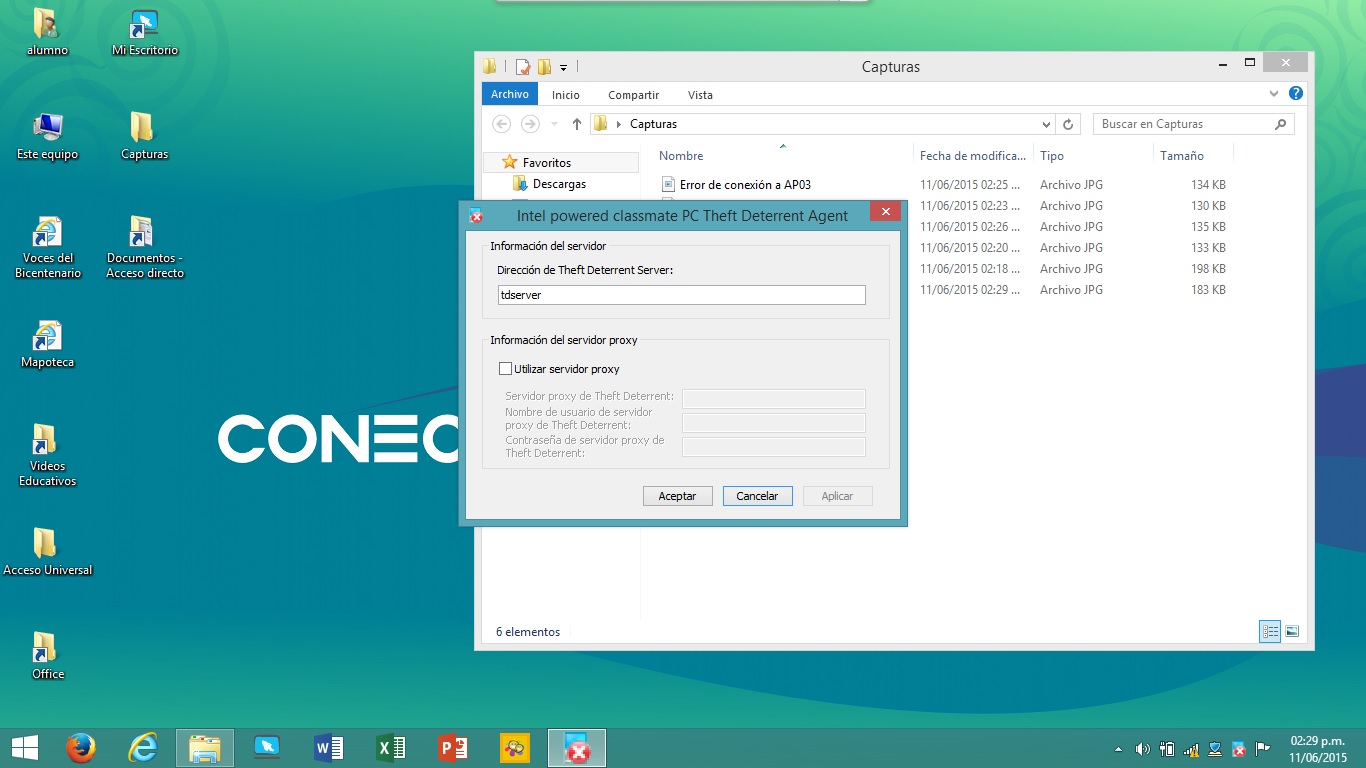 alumno
Mi Escritorio
Este equipo
Capturas
Voces del
Bicentenario
Documentos -
Acceso directo
Mapoteca
Videos
Educativos
Acceso Universal
Office
CONEC
Capturas
Archivo
Inicio
Compartir
Vista
Capturas
Buscar en Capturas
Favoritos
Descargas
Nombre
Fecha de modifica...
Tipo
Tamaño
Error de conexión a AP03
11/06/2015 02:25 ...
Archivo JPG
134 KB
11/06/2015 02:23 ...
Archivo JPG
130 KB
11/06/2015 02:26 ...
Archivo JPG
135 KB
11/06/2015 02:20 ...
Archivo JPG
133 KB
11/06/2015 02:18 ...
Archivo JPG
198 KB
11/06/2015 02:29 ...
Archivo JPG
183 KB
6 elementos
Intel powered classmate PC Theft Deterrent Agent
Información del servidor
Dirección de Theft Deterrent Server:
tdserver
Información del servidor proxy
Utilizar servidor proxy
Servidor proxy de Theft Deterrent:
Nombre de usuario de servidor
proxy de Theft Deterrent:
Contraseña de servidor proxy de
Theft Deterrent:
Aceptar
Cancelar
Aplicar
02:29 p.m.
11/06/2015